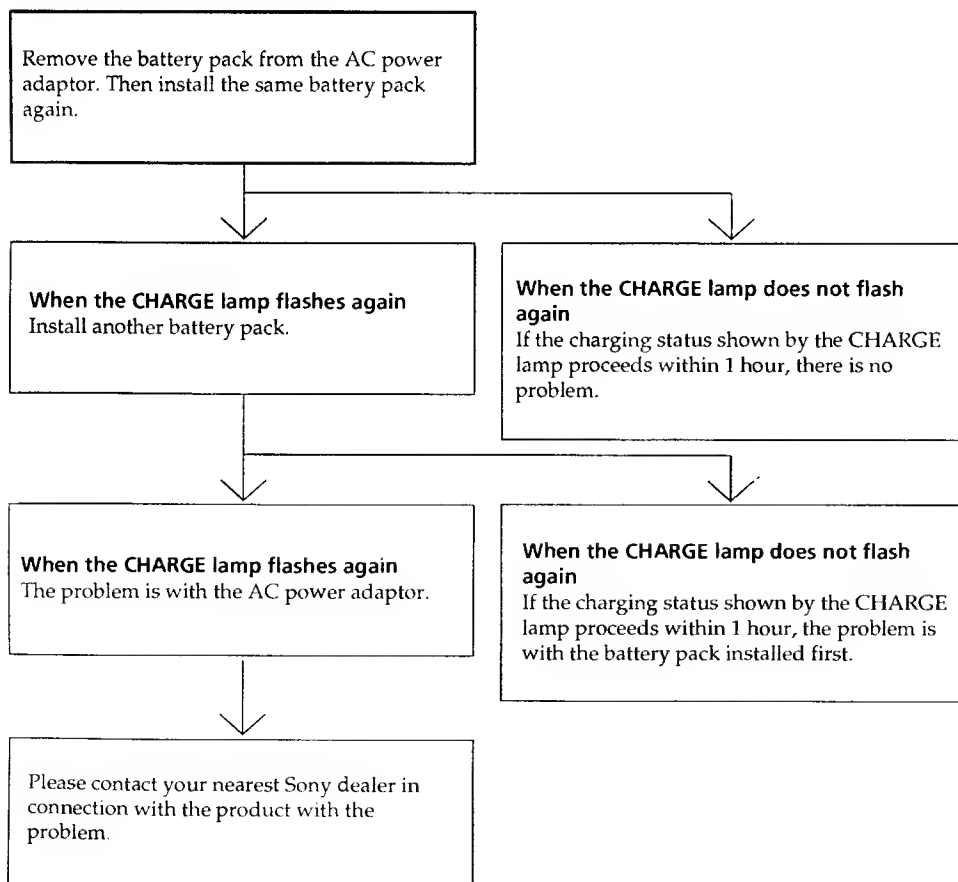 Remove the battery pack from the AC power
adaptor. Then install the same battery pack
again.
When the CHARGE lamp flashes again
Install another battery pack.
When the CHARGE lamp does not flash
again
If the charging status shown by the CHARGE
lamp proceeds within 1 hour, there is no
problem.
When the CHARGE lamp flashes again
The problem is with the AC power adaptor.
When the CHARGE lamp does not flash
again
If the charging status shown by the CHARGE
lamp proceeds within 1 hour, the problem is
with the battery pack installed first.
Please contact your nearest Sony dealer in
connection with the product with the
problem.